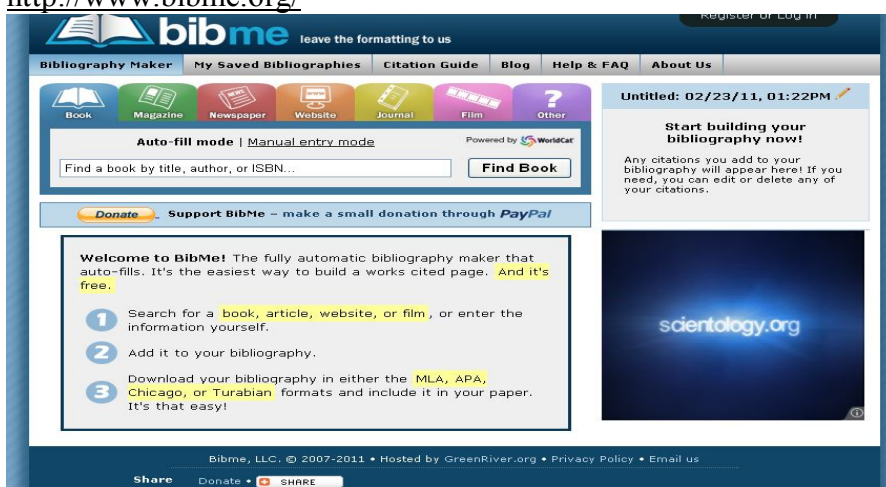 http://www.bibme.org/
Register or Log in
bibme leave the formatting to us
Bibliography Maker My Saved Bibliographies Citation Guide Blog Help & FAQ About Us
Book Magazine Newspaper Website Journal Film Other
Auto-fill mode | Manual entry mode Powered by WorldCat
Find a book by title, author, or ISBN... Find Book
Donate Support BibMe – make a small donation through PayPal
Untitled: 02/23/11, 01:22PM
Start building your
bibliography now!
Any citations you add to your
bibliography will appear here! If you
need, you can edit or delete any of
your citations.
Welcome to BibMe! The fully automatic bibliography maker that
auto-fills. It's the easiest way to build a works cited page. And it's
free.
1 Search for a book, article, website, or film, or enter the
information yourself.
2 Add it to your bibliography.
3 Download your bibliography in either the MLA, APA,
Chicago, or Turabian formats and include it in your paper.
It's that easy!
scientology.org
Bibme, LLC. © 2007-2011 • Hosted by GreenRiver.org • Privacy Policy • Email us
Share Donate • SHARE